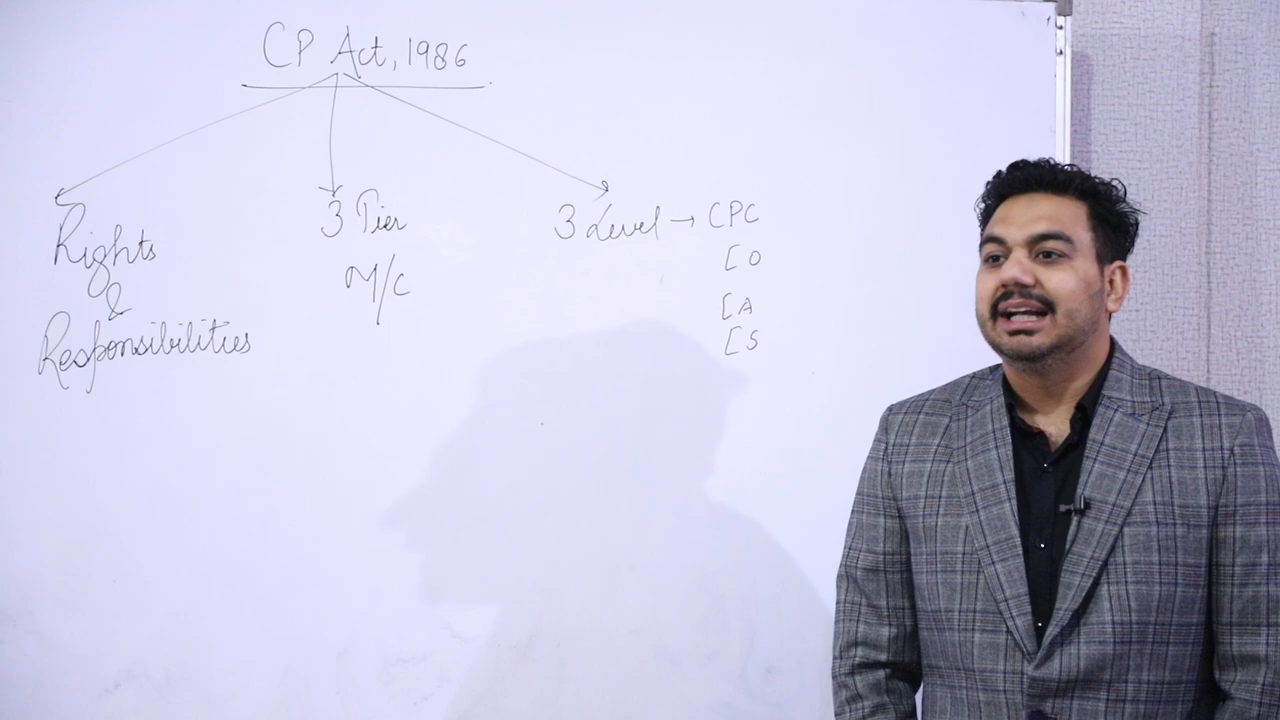 CP Act, 1986
Rights
&
Responsibilities
3 Tier
M/C
3 Level → CPC
[O
[A
[S